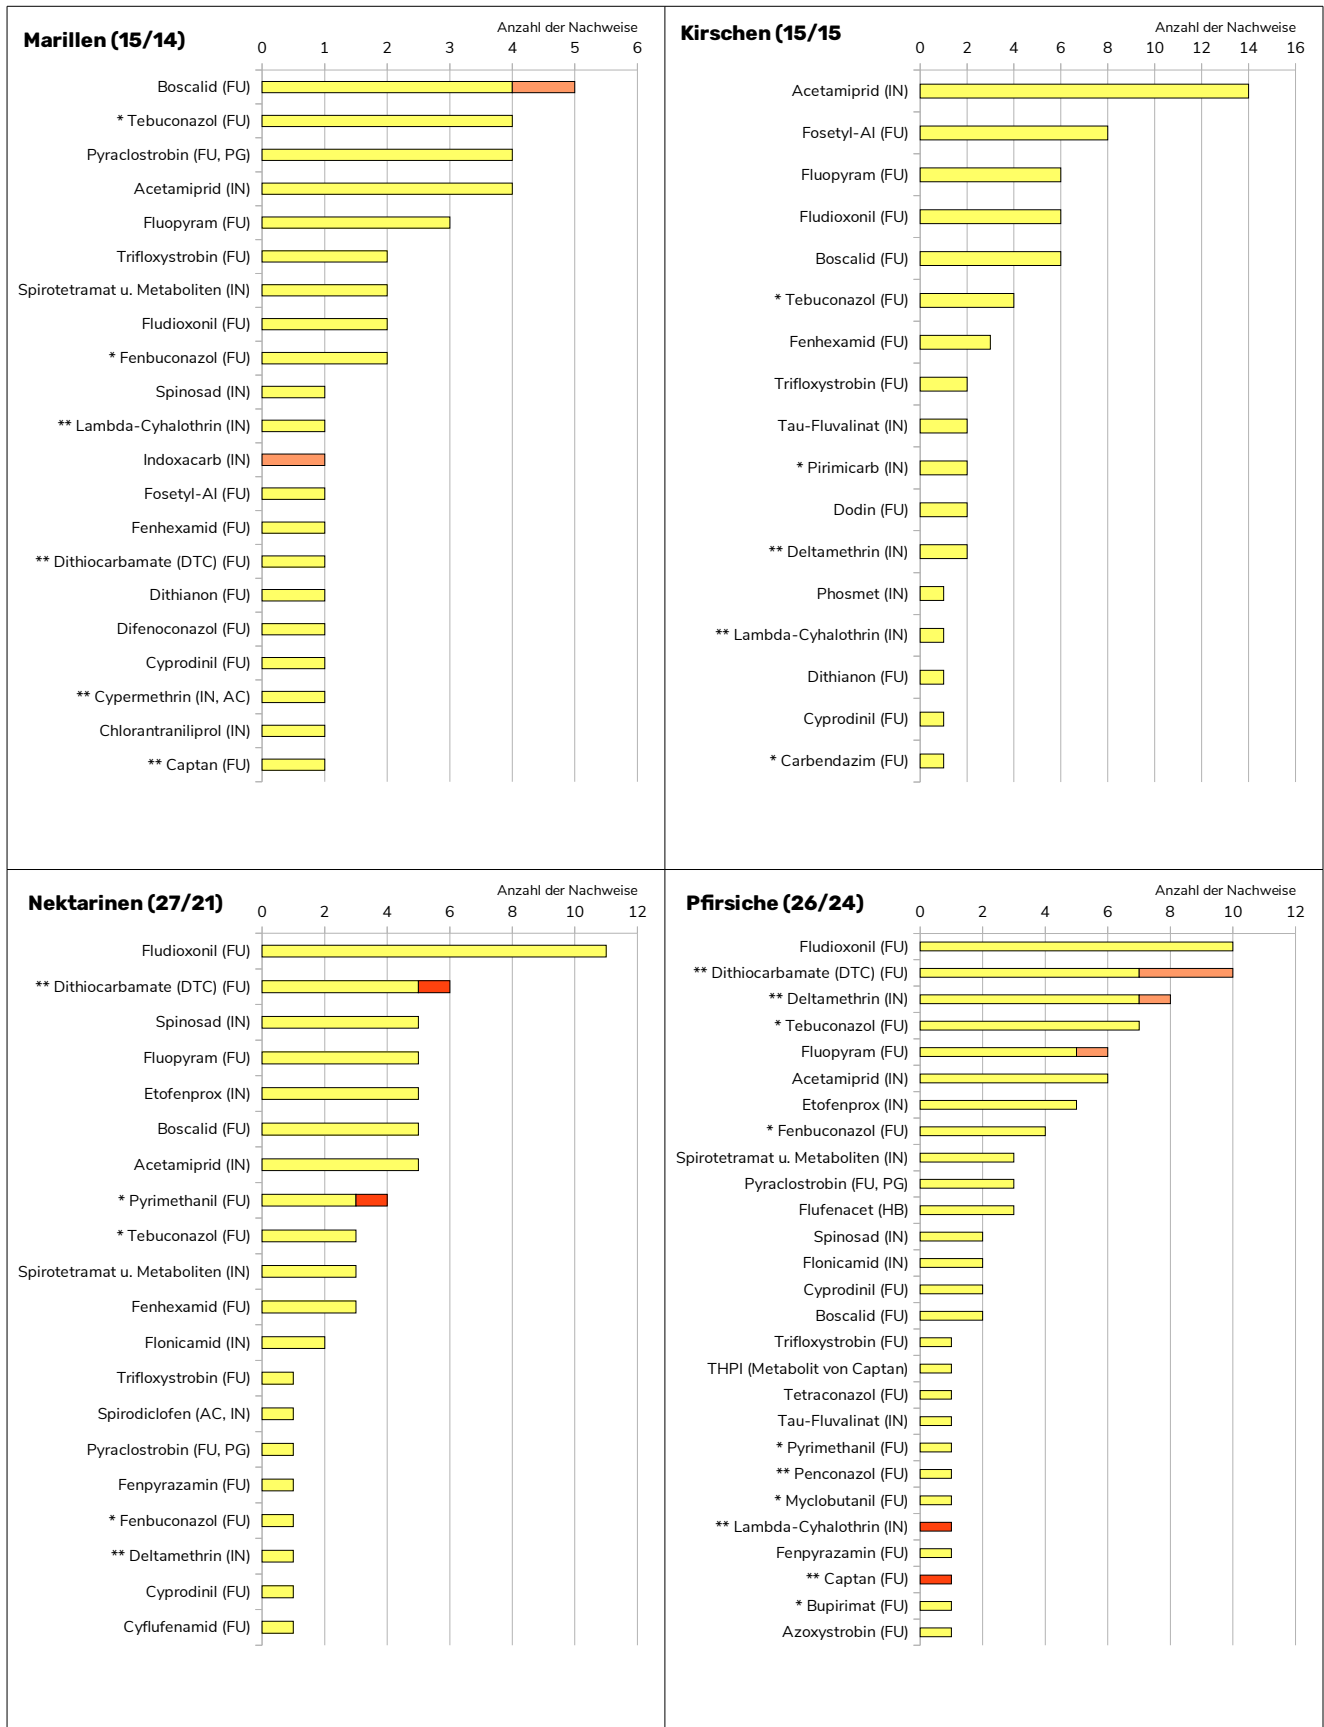 Marillen (15/14)
Anzahl der Nachweise
0 1 2 3 4 5 6
Boscalid (FU)
* Tebuconazol (FU)
Pyraclostrobin (FU, PG)
Acetamiprid (IN)
Fluopyram (FU)
Trifloxystrobin (FU)
Spirotetramat u. Metaboliten (IN)
Fludioxonil (FU)
* Fenbuconazol (FU)
Spinosad (IN)
** Lambda-Cyhalothrin (IN)
Indoxacarb (IN)
Fosetyl-Al (FU)
Fenhexamid (FU)
** Dithiocarbamate (DTC) (FU)
Dithianon (FU)
Difenoconazol (FU)
Cyprodinil (FU)
** Cypermethrin (IN, AC)
Chlorantraniliprol (IN)
** Captan (FU)
Kirschen (15/15
Anzahl der Nachweise
0 2 4 6 8 10 12 14 16
Acetamiprid (IN)
Fosetyl-Al (FU)
Fluopyram (FU)
Fludioxonil (FU)
Boscalid (FU)
* Tebuconazol (FU)
Fenhexamid (FU)
Trifloxystrobin (FU)
Tau-Fluvalinat (IN)
* Pirimicarb (IN)
Dodin (FU)
** Deltamethrin (IN)
Phosmet (IN)
** Lambda-Cyhalothrin (IN)
Dithianon (FU)
Cyprodinil (FU)
* Carbendazim (FU)
Nektarinen (27/21)
Anzahl der Nachweise
0 2 4 6 8 10 12
Fludioxonil (FU)
** Dithiocarbamate (DTC) (FU)
Spinosad (IN)
Fluopyram (FU)
Etofenprox (IN)
Boscalid (FU)
Acetamiprid (IN)
* Pyrimethanil (FU)
* Tebuconazol (FU)
Spirotetramat u. Metaboliten (IN)
Fenhexamid (FU)
Flonicamid (IN)
Trifloxystrobin (FU)
Spirodiclofen (AC, IN)
Pyraclostrobin (FU, PG)
Fenpyrazamin (FU)
* Fenbuconazol (FU)
** Deltamethrin (IN)
Cyprodinil (FU)
Cyflufenamid (FU)
Pfirsiche (26/24)
Anzahl der Nachweise
0 2 4 6 8 10 12
Fludioxonil (FU)
** Dithiocarbamate (DTC) (FU)
** Deltamethrin (IN)
* Tebuconazol (FU)
Fluopyram (FU)
Acetamiprid (IN)
Etofenprox (IN)
* Fenbuconazol (FU)
Spirotetramat u. Metaboliten (IN)
Pyraclostrobin (FU, PG)
Flufenacet (HB)
Spinosad (IN)
Flonicamid (IN)
Cyprodinil (FU)
Boscalid (FU)
Trifloxystrobin (FU)
THPI (Metabolit von Captan)
Tetraconazol (FU)
Tau-Fluvalinat (IN)
* Pyrimethanil (FU)
** Penconazol (FU)
* Myclobutanil (FU)
** Lambda-Cyhalothrin (IN)
Fenpyrazamin (FU)
** Captan (FU)
* Bupirimat (FU)
Azoxystrobin (FU)